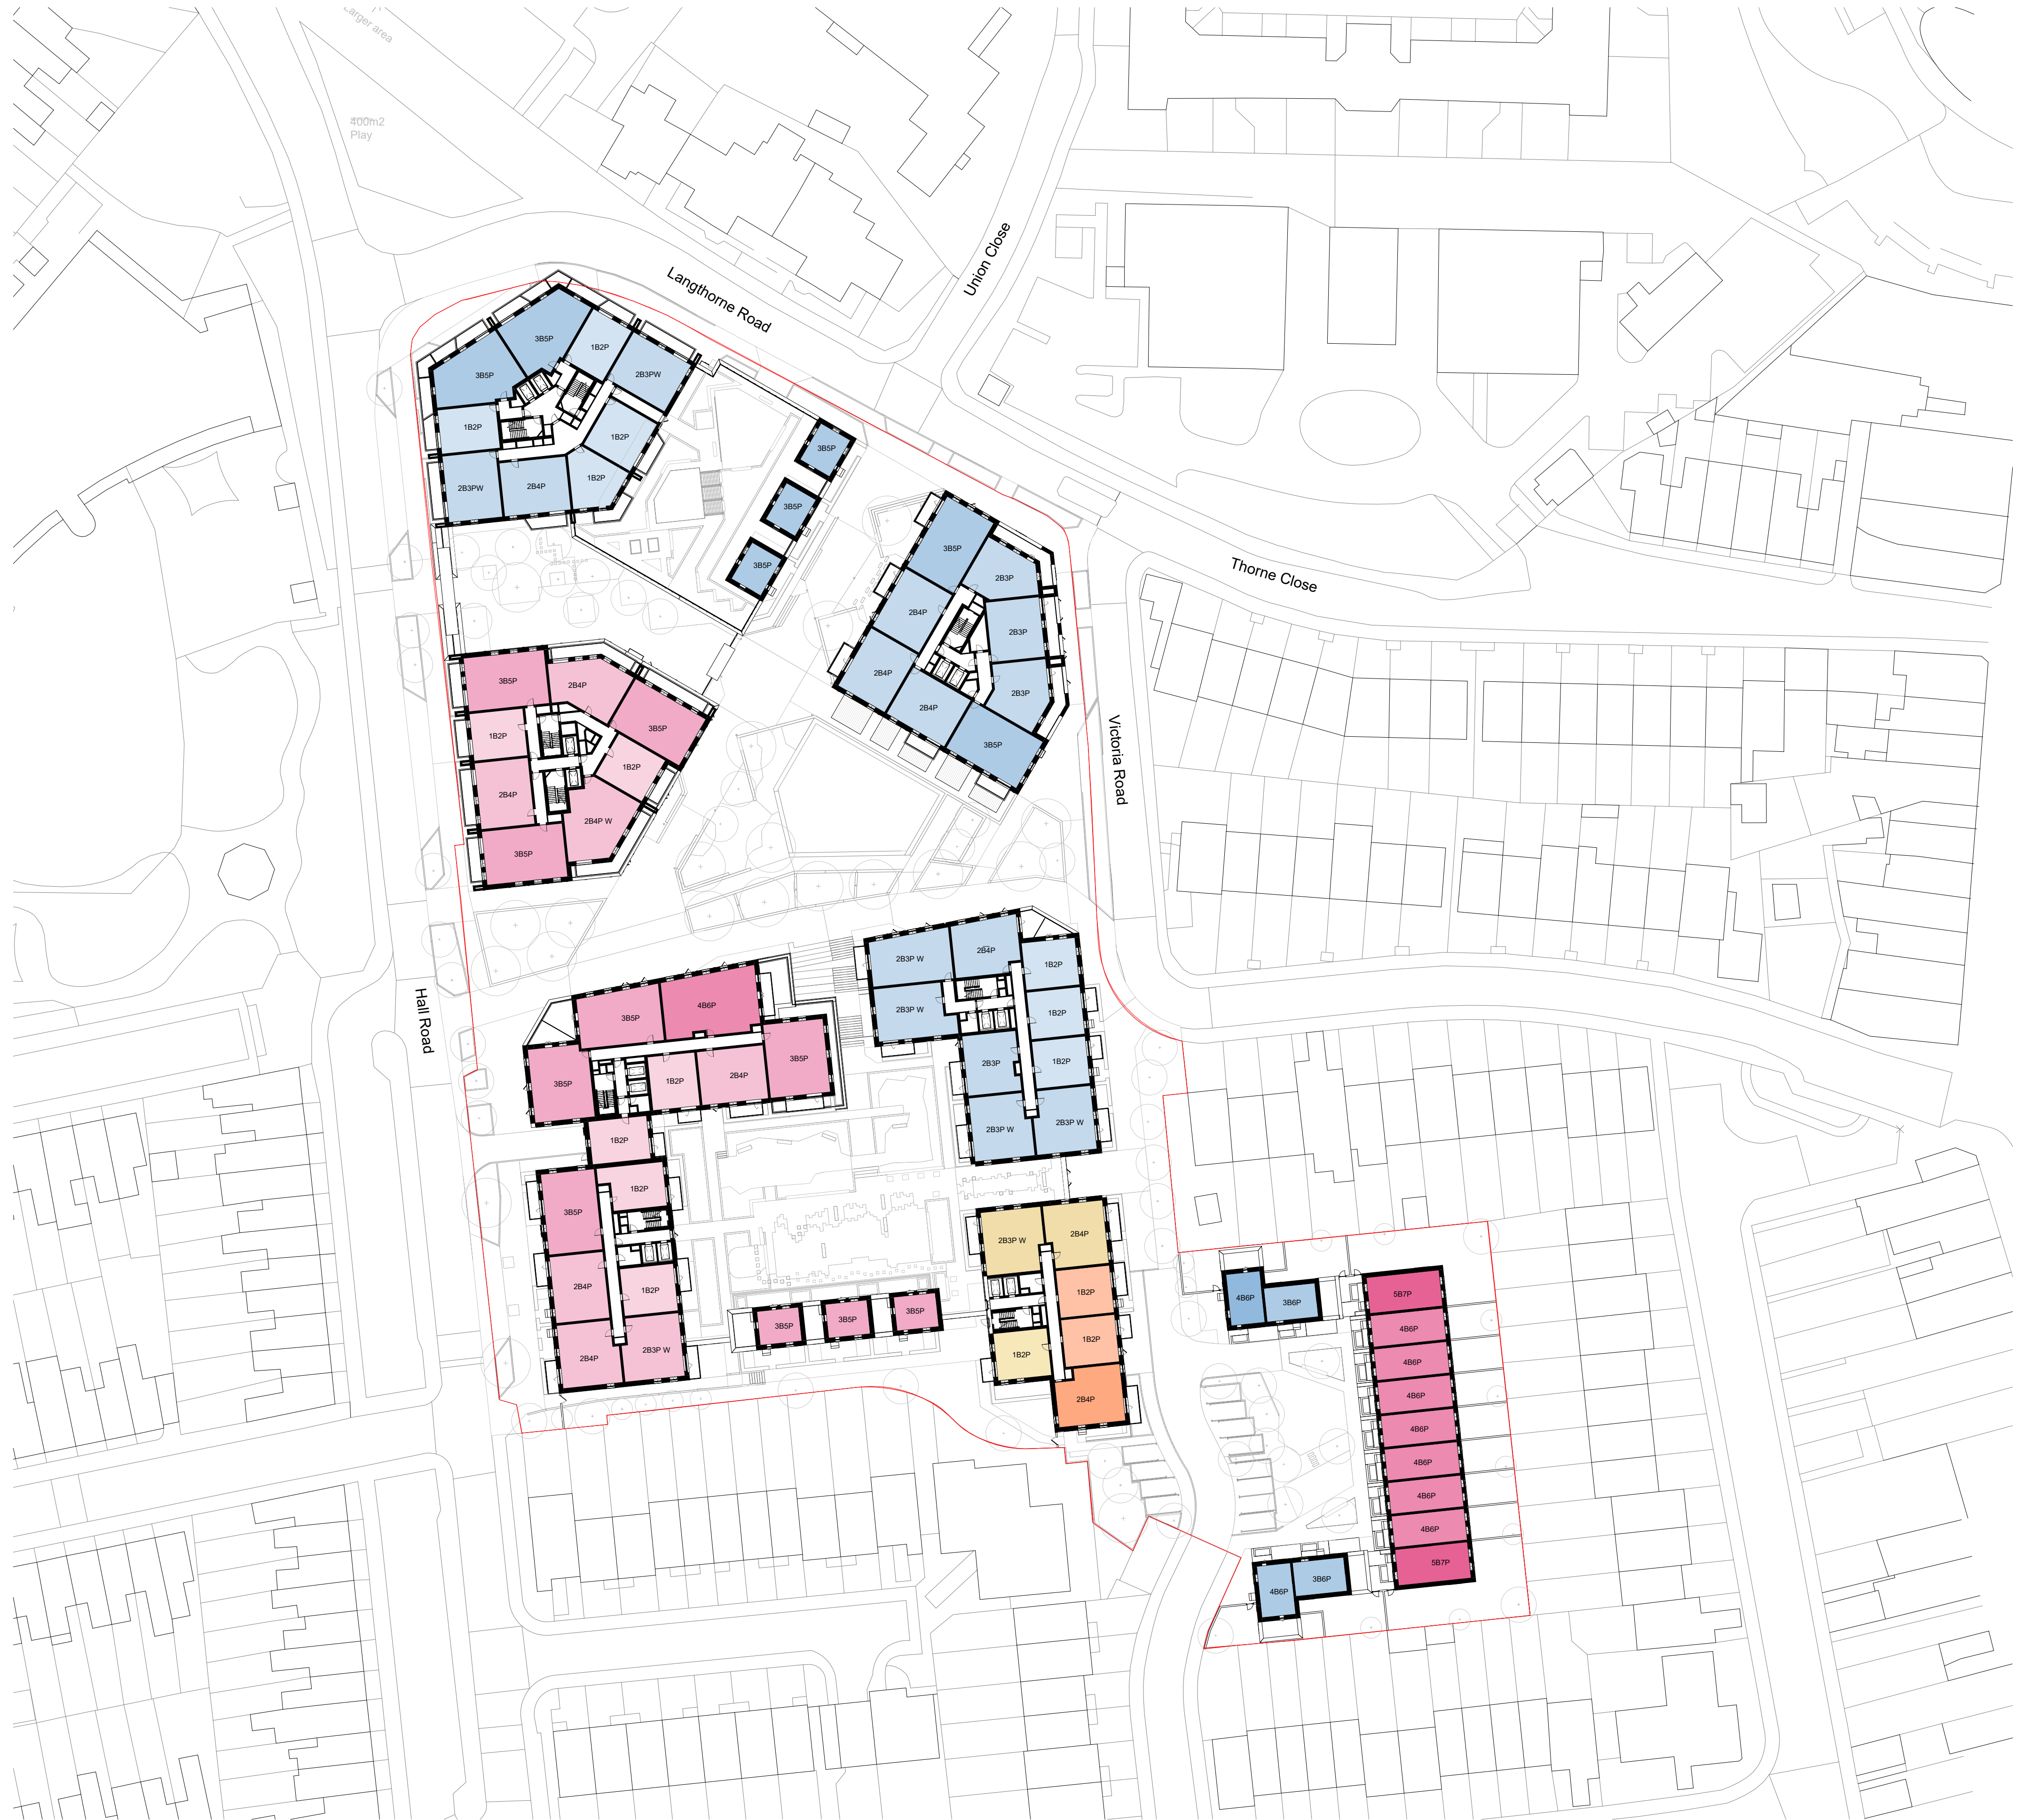 Larger area
400m2
Play
Langthorne Road
Union Close
Thorne Close
Victoria Road
Hall Road
3B5P
1B2P
3B5P
2B3PW
1B2P
1B2P
2B3PW
2B4P
1B2P
3B5P
3B5P
3B5P
3B5P
2B3P
2B4P
2B3P
2B4P
2B3P
2B4P
3B5P
3B5P
2B4P
3B5P
1B2P
1B2P
2B4P
2B4P W
3B5P
2B3P W
2B4P
1B2P
2B3P W
1B2P
2B3P
1B2P
2B3P W
2B3P W
3B5P
4B6P
3B5P
3B5P
1B2P
2B4P
1B2P
3B5P
1B2P
2B4P
1B2P
2B4P
2B3P W
3B5P
3B5P
3B5P
2B3P W
2B4P
1B2P
1B2P
1B2P
2B4P
4B6P
3B6P
5B7P
4B6P
4B6P
4B6P
4B6P
4B6P
4B6P
4B6P
5B7P
4B6P
3B6P